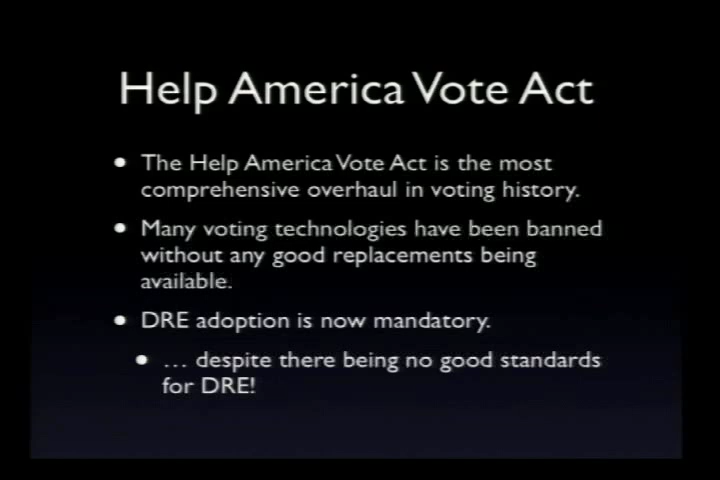 Help America Vote Act
• The Help America Vote Act is the most
comprehensive overhaul in voting history.
• Many voting technologies have been banned
without any good replacements being
available.
• DRE adoption is now mandatory.
• … despite there being no good standards
for DRE!